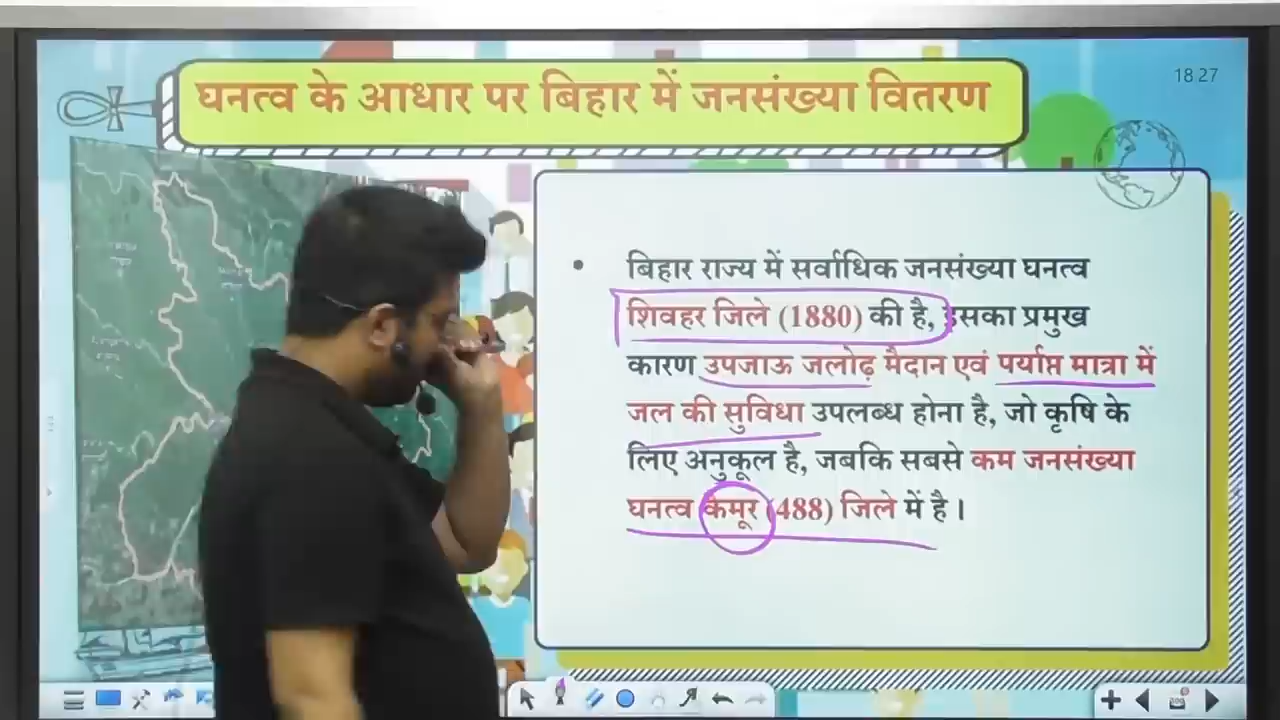 घनत्व के आधार पर बिहार में जनसंख्या वितरण
18 27
• बिहार राज्य में सर्वाधिक जनसंख्या घनत्व
शिवहर जिले (1880) की है, इसका प्रमुख
कारण उपजाऊ जलोढ़ मैदान एवं पर्याप्त मात्रा में
जल की सुविधा उपलब्ध होना है, जो कृषि के
लिए अनुकूल है, जबकि सबसे कम जनसंख्या
घनत्व कैमूर (488) जिले में है।